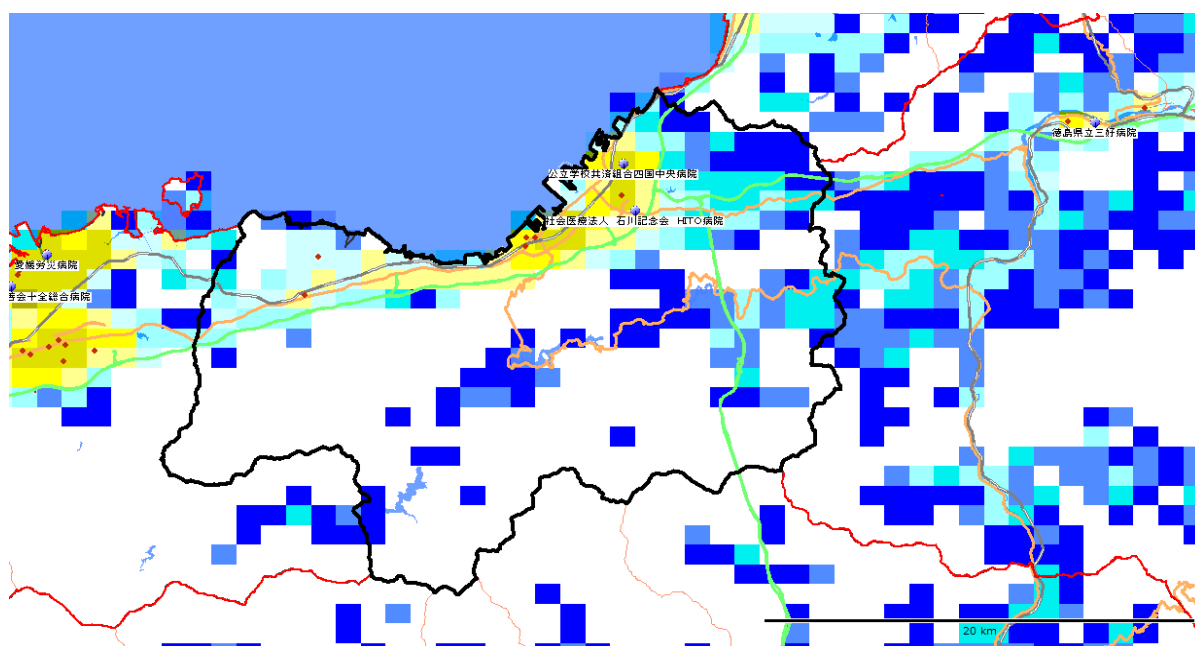 徳島県立三好病院
公立学校共済組合四国中央病院
社会医療法人 石川記念会 HITO病院
愛媛労災病院
善会十全総合病院
20 km